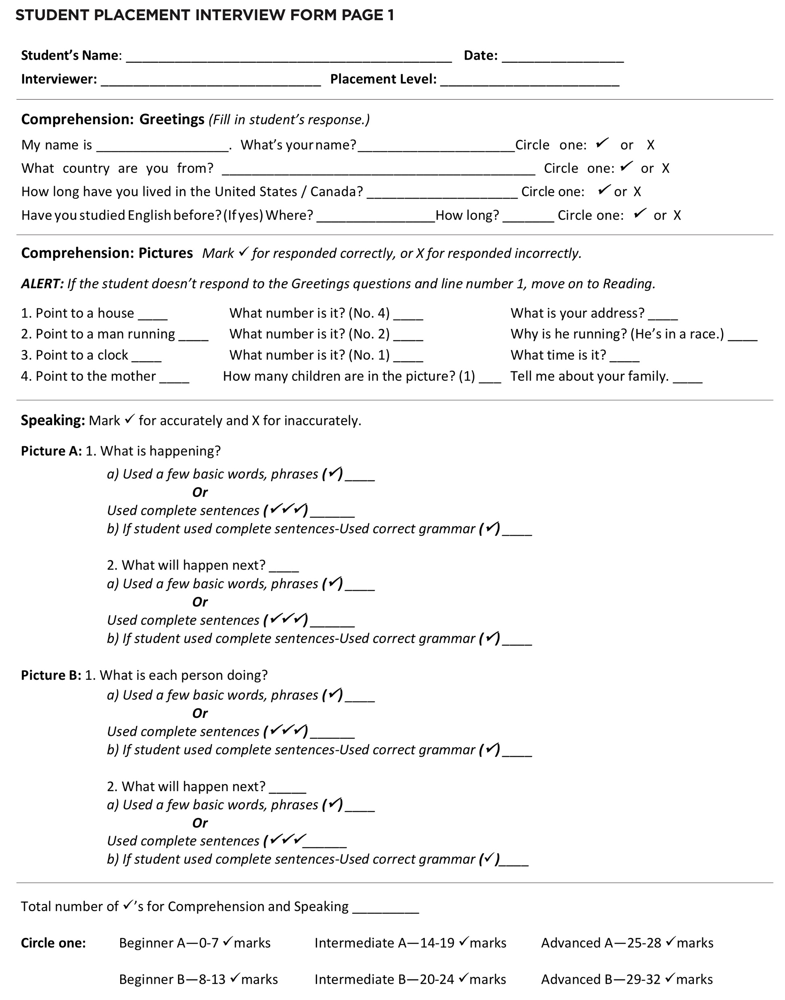 STUDENT PLACEMENT INTERVIEW FORM PAGE 1
Student’s Name: ________________________________________ Date: _______________
Interviewer: ___________________________ Placement Level: ______________________
Comprehension: Greetings (Fill in student’s response.)
My name is __________________. What’s your name?_____________________Circle one: ✓ or X
What country are you from? __________________________________________ Circle one: ✓ or X
How long have you lived in the United States / Canada? ____________________ Circle one: ✓ or X
Have you studied English before? (If yes) Where? ________________How long? _______ Circle one: ✓ or X
Comprehension: Pictures Mark ✓ for responded correctly, or X for responded incorrectly.
ALERT: If the student doesn’t respond to the Greetings questions and line number 1, move on to Reading.
1. Point to a house ____ What number is it? (No. 4) ____ What is your address? ____
2. Point to a man running ____ What number is it? (No. 2) ____ Why is he running? (He’s in a race.) ____
3. Point to a clock ____ What number is it? (No. 1) ____ What time is it? ____
4. Point to the mother ____ How many children are in the picture? (1) ___ Tell me about your family. ____
Speaking: Mark ✓ for accurately and X for inaccurately.
Picture A: 1. What is happening?
a) Used a few basic words, phrases (✓)____
Or
Used complete sentences (✓✓✓)______
b) If student used complete sentences-Used correct grammar (✓)____
2. What will happen next? ____
a) Used a few basic words, phrases (✓)____
Or
Used complete sentences (✓✓✓)______
b) If student used complete sentences-Used correct grammar (✓)____
Picture B: 1. What is each person doing?
a) Used a few basic words, phrases (✓)____
Or
Used complete sentences (✓✓✓)______
b) If student used complete sentences-Used correct grammar (✓)____
2. What will happen next? _____
a) Used a few basic words, phrases (✓)____
Or
Used complete sentences (✓✓✓______
b) If student used complete sentences-Used correct grammar (✓)____
Total number of ✓’s for Comprehension and Speaking _________
Circle one: Beginner A—0-7 ✓marks Intermediate A—14-19 ✓marks Advanced A—25-28 ✓marks
Beginner B—8-13 ✓marks Intermediate B—20-24 ✓marks Advanced B—29-32 ✓marks